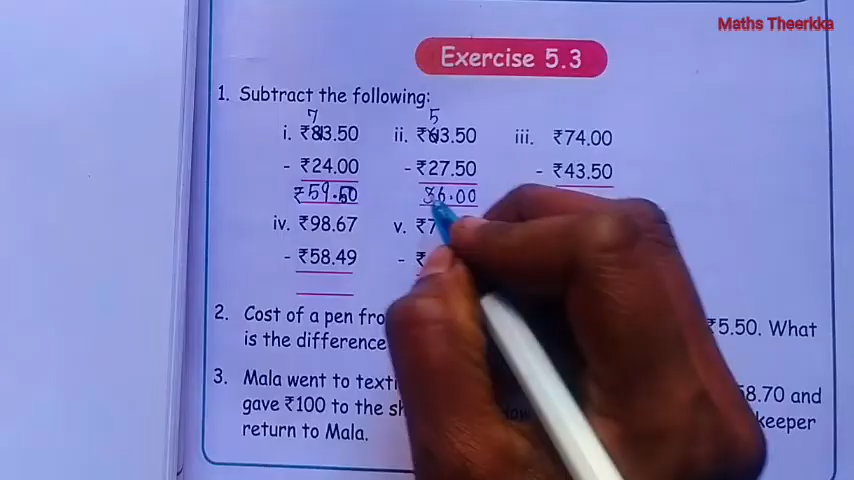 Maths Theerkka
Exercise 5.3
1. Subtract the following:
7 5
i. ₹83.50 ii. ₹63.50 iii. ₹74.00
- ₹24.00 - ₹27.50 - ₹43.50
₹59.50 36.00
iv. ₹98.67 v. ₹7
- ₹58.49 - ₹
2. Cost of a pen fro ₹5.50. What
is the difference
3. Mala went to texti 8.70 and
gave ₹100 to the sh keeper
return to Mala.